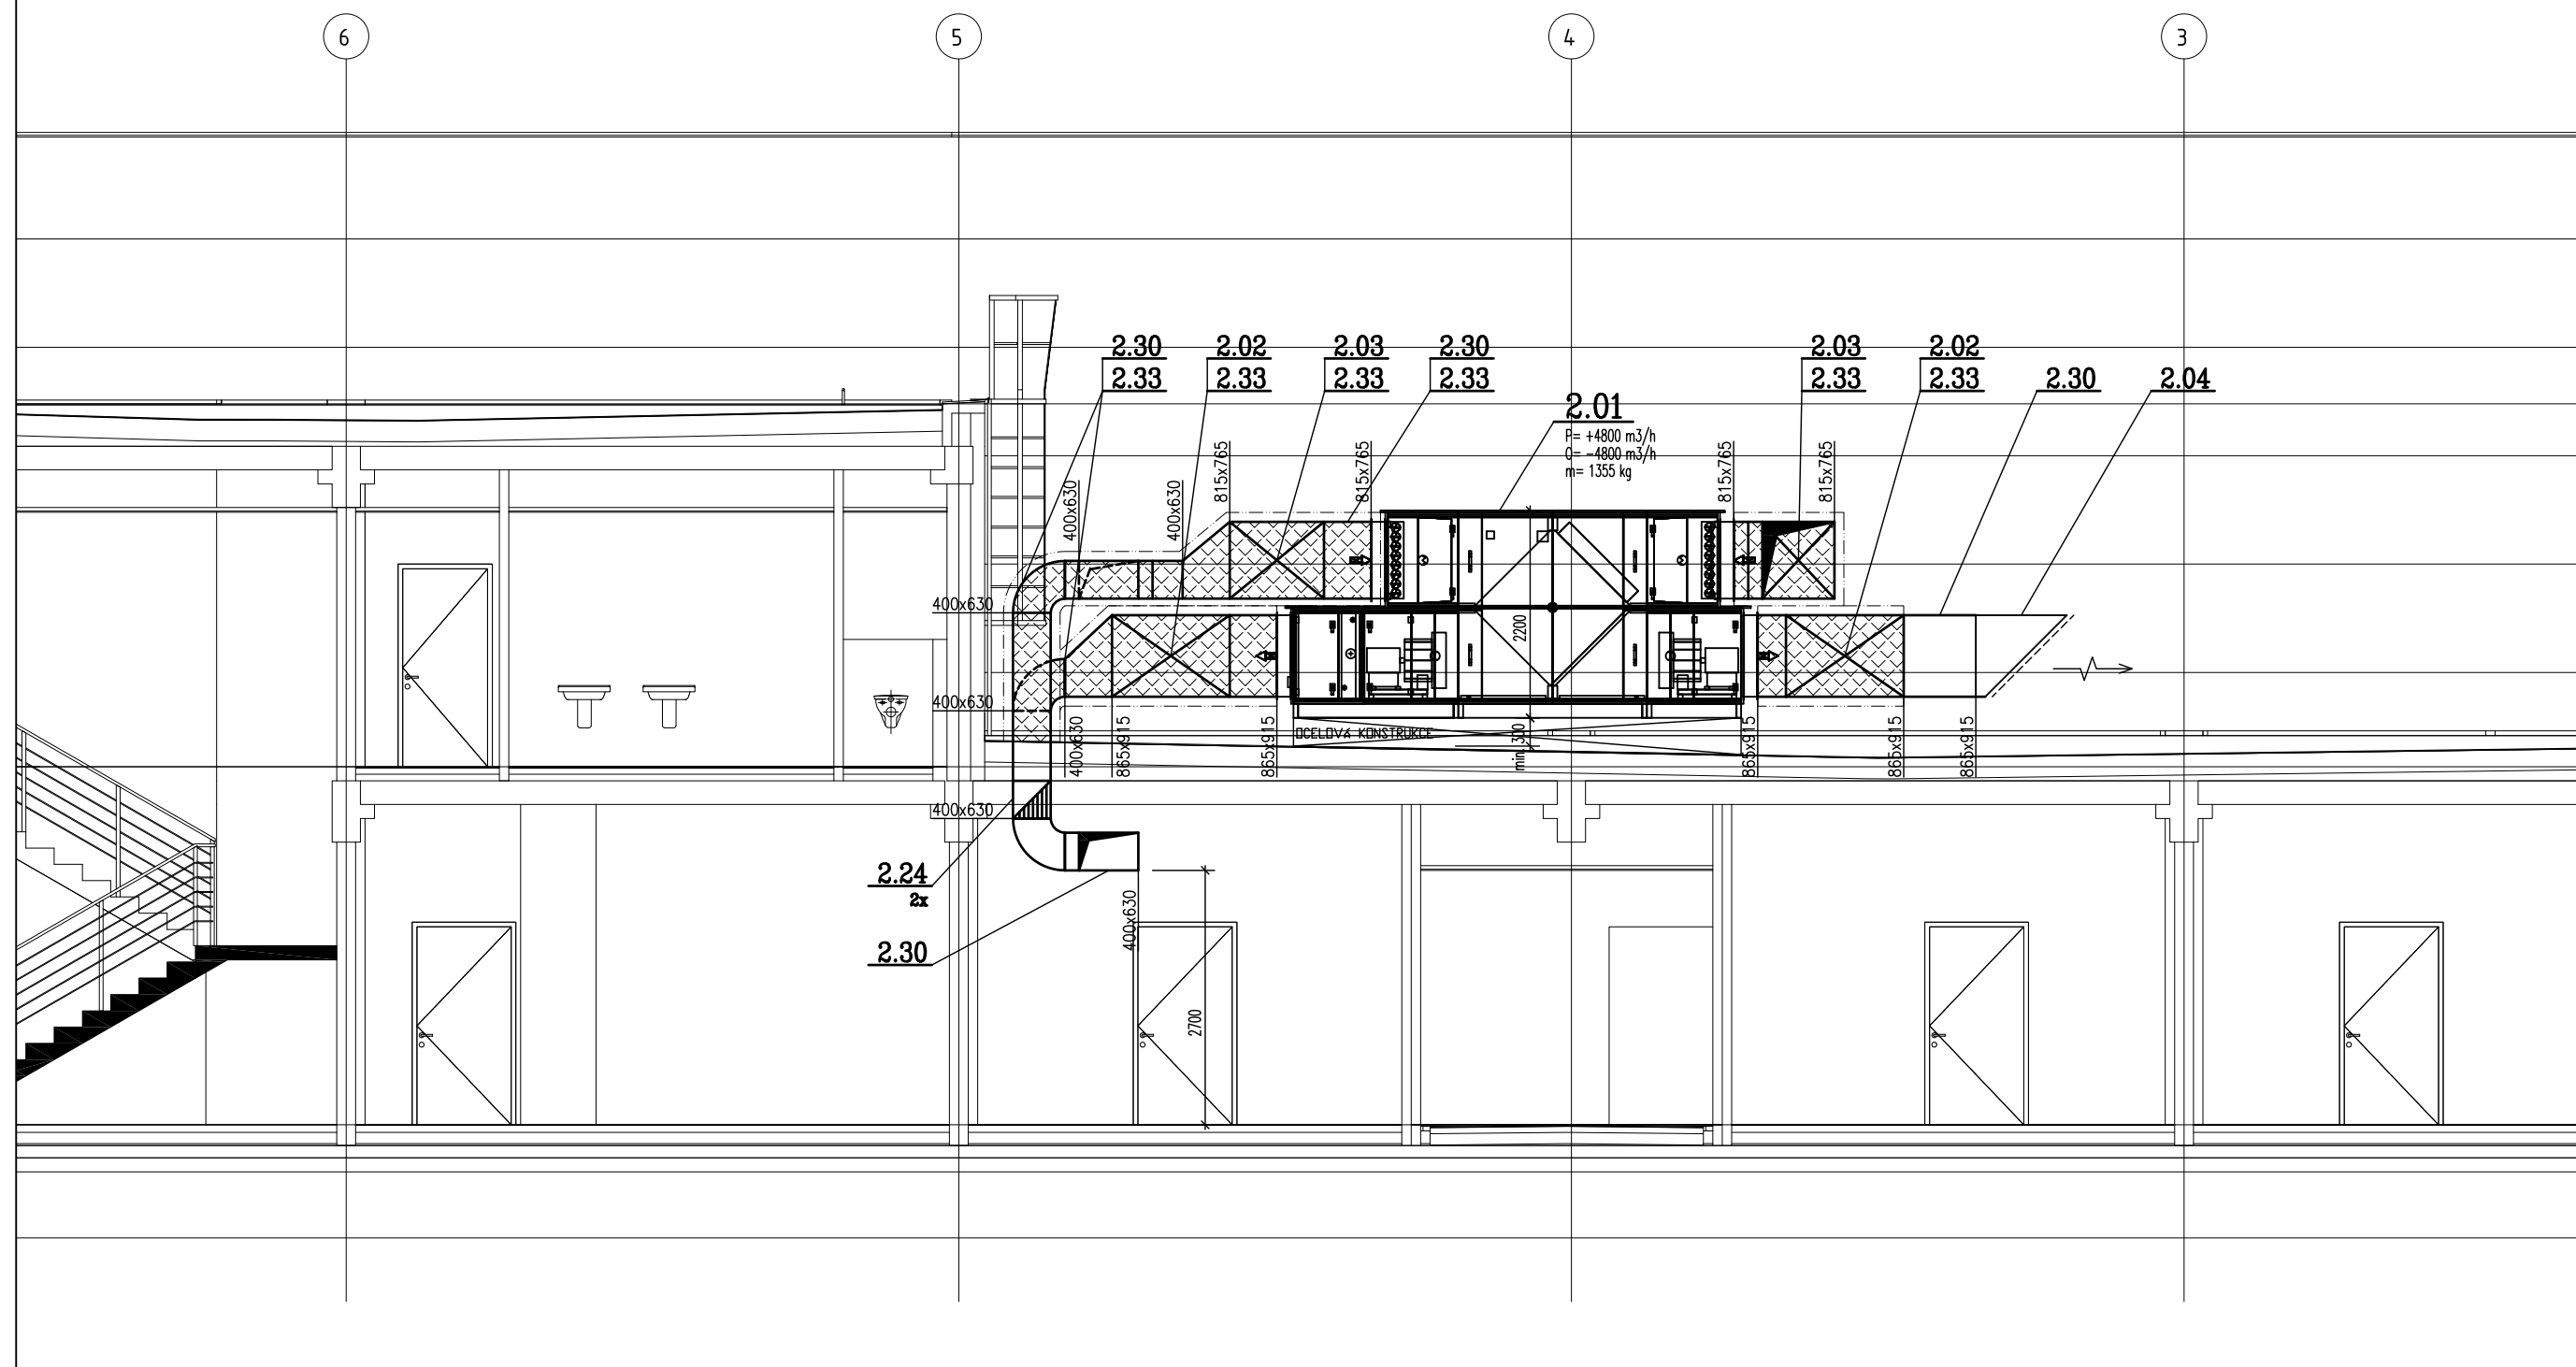 6
5
4
3
2.30
2.33
2.02
2.33
2.03
2.33
2.30
2.33
2.03
2.33
2.02
2.33
2.30
2.04
2.01
P= +4800 m3/h
O= -4800 m3/h
m= 1355 kg
815x765
815x765
815x765
815x765
400x630
400x630
400x630
400x630
400x630
2200
OCELOVÁ KONSTRUKCE
min. 300
400x630
865x915
865x915
865x915
865x915
865x915
2.24
2x
2.30
400x630
2700